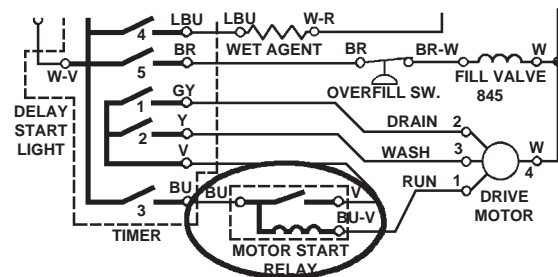 LBU LBU W-R
4 WET AGENT
BR BR BR-W W
W-V 5
OVERFILL SW. FILL VALVE
845
DELAY
START
LIGHT
GY
1 DRAIN 2
Y
2 WASH 3 W
V 4
BU BU V RUN 1 DRIVE
MOTOR
3 BU-V
TIMER MOTOR START
RELAY